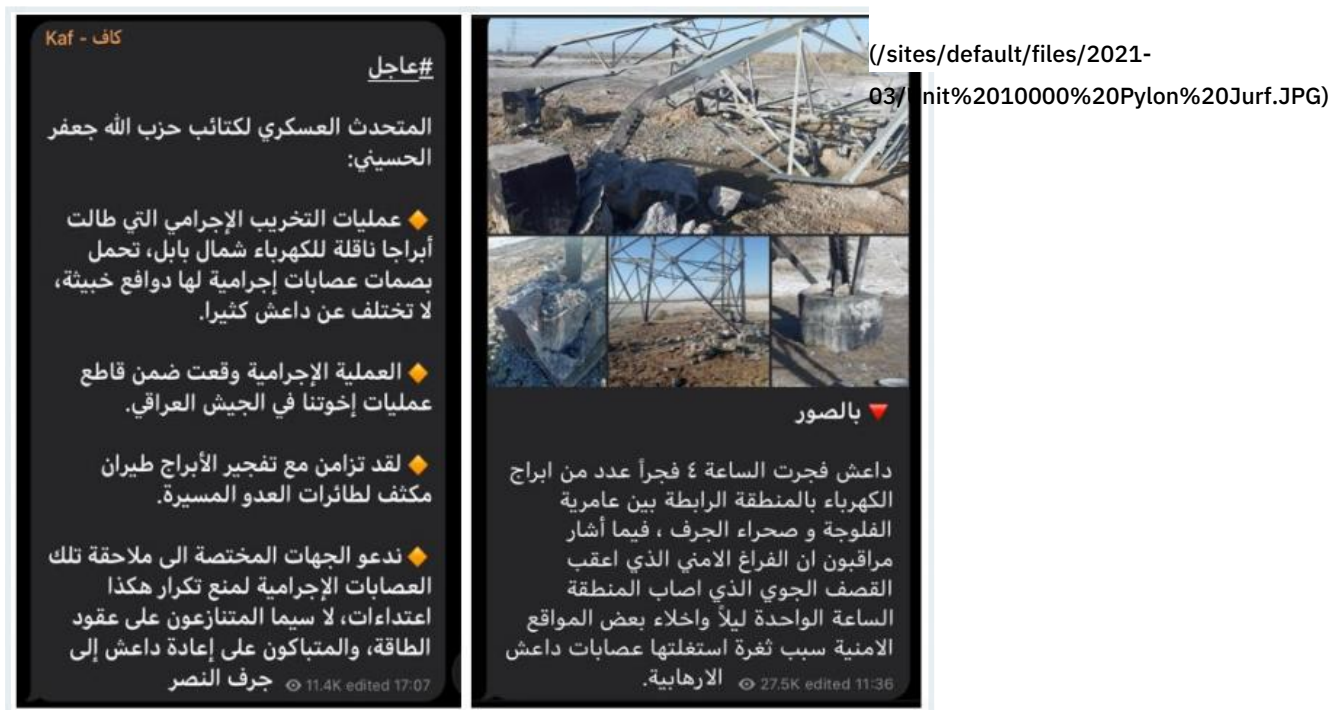 كاف - Kaf
#عاجل
المتحدث العسكري لكتائب حزب الله جعفر
الحسيني:
🔶 عمليات التخريب الإجرامي التي طالت
أبراجا ناقلة للكهرباء شمال بابل، تحمل
بصمات عصابات إجرامية لها دوافع خبيثة،
لا تختلف عن داعش كثيرا.
🔶 العملية الإجرامية وقعت ضمن قاطع
عمليات إخوتنا في الجيش العراقي.
🔶 لقد تزامن مع تفجير الأبراج طيران
مكثف لطائرات العدو المسيرة.
🔶 ندعو الجهات المختصة الى ملاحقة تلك
العصابات الإجرامية لمنع تكرار هكذا
اعتداءات، لا سيما المتنازعون على عقود
الطاقة، والمتباكون على إعادة داعش إلى
جرف النصر
11.4K edited 17:07
🔻 بالصور
داعش فجرت الساعة ٤ فجراً عدد من ابراج
الكهرباء بالمنطقة الرابطة بين عامرية
الفلوجة و صحراء الجرف ، فيما أشار
مراقبون ان الفراغ الامني الذي اعقب
القصف الجوي الذي اصاب المنطقة
الساعة الواحدة ليلاً واخلاء بعض المواقع
الامنية سبب ثغرة استغلتها عصابات داعش
الارهابية.
27.5K edited 11:36
(/sites/default/files/2021-
03/ nit%2010000%20Pylon%20Jurf.JPG)